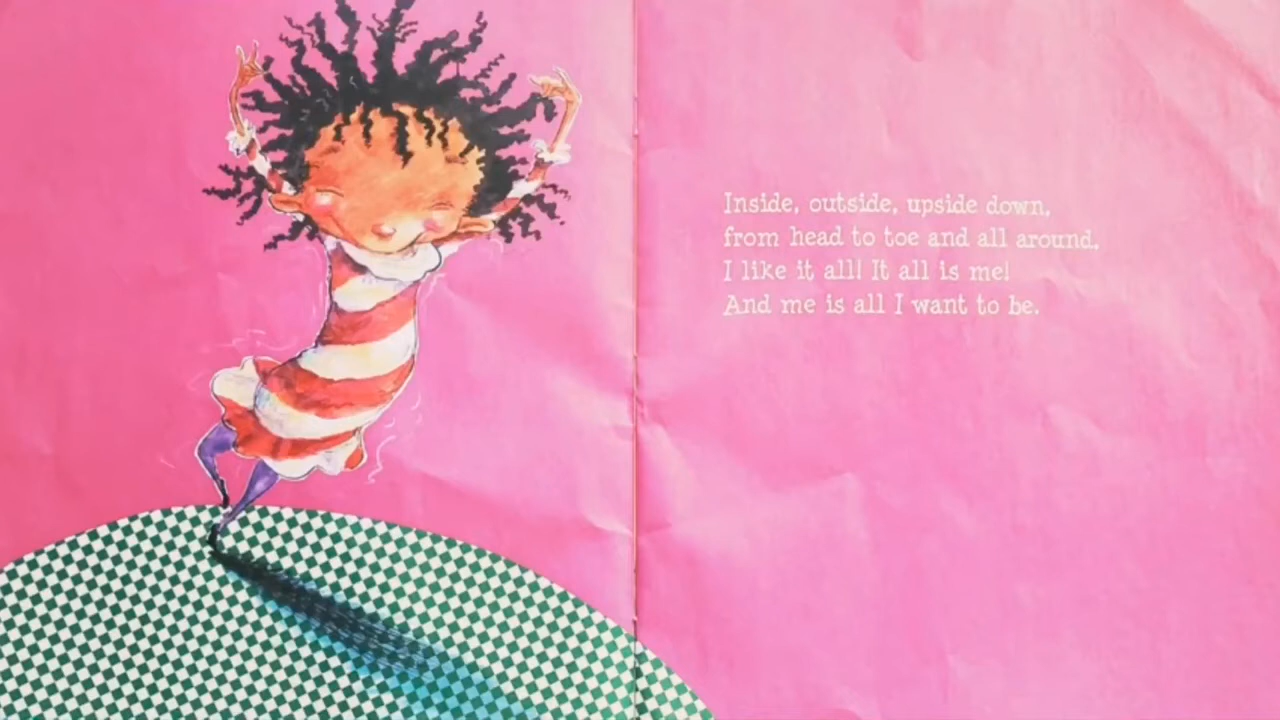 Inside, outside, upside down,
from head to toe and all around,
I like it all! It all is me!
And me is all I want to be.